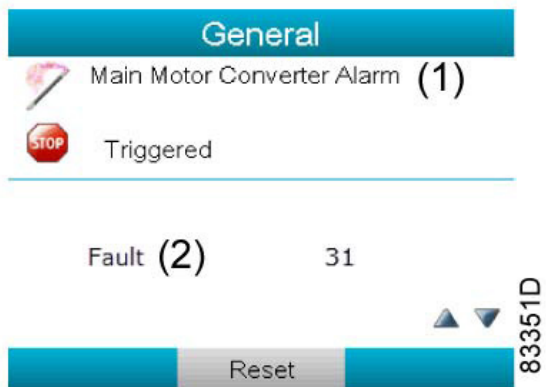 General
Main Motor Converter Alarm (1)
STOP
Triggered
Fault (2) 31
Reset
83351D